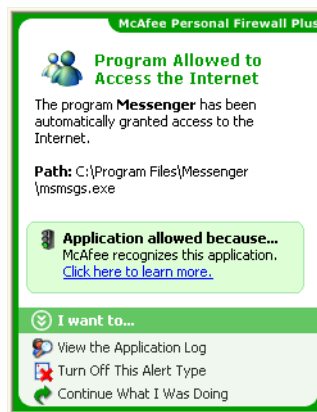 McAfee Personal Firewall Plus
Program Allowed to
Access the Internet
The program Messenger has been
automatically granted access to the
Internet.
Path: C:\Program Files\Messenger
\msmsgs.exe
Application allowed because...
McAfee recognizes this application.
Click here to learn more.
I want to...
View the Application Log
Turn Off This Alert Type
Continue What I Was Doing